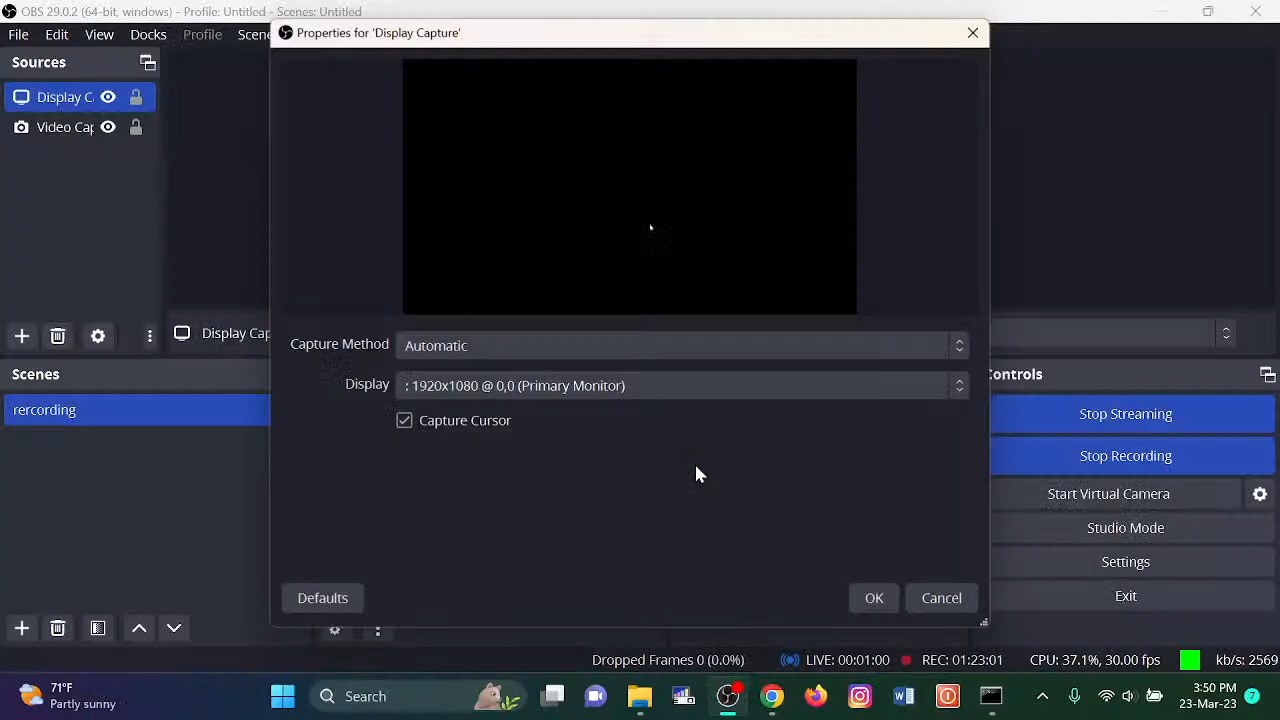 OBS 29.0.2 (64-bit, windows) - Profile: Untitled - Scenes: Untitled
File Edit View Docks Profile Scene
Properties for 'Display Capture'
Sources
Display C
Video Cap
Capture Method Automatic
Display : 1920x1080 @ 0,0 (Primary Monitor)
Capture Cursor
Display Cap
Scenes
rercording
Defaults OK Cancel
Controls
Stop Streaming
Stop Recording
Start Virtual Camera
Studio Mode
Settings
Exit
Dropped Frames 0 (0.0%) LIVE: 00:01:00 REC: 01:23:01 CPU: 37.1%, 30.00 fps kb/s: 2569
71°F
Partly sunny
Search
3:50 PM
23-Mar-23
7